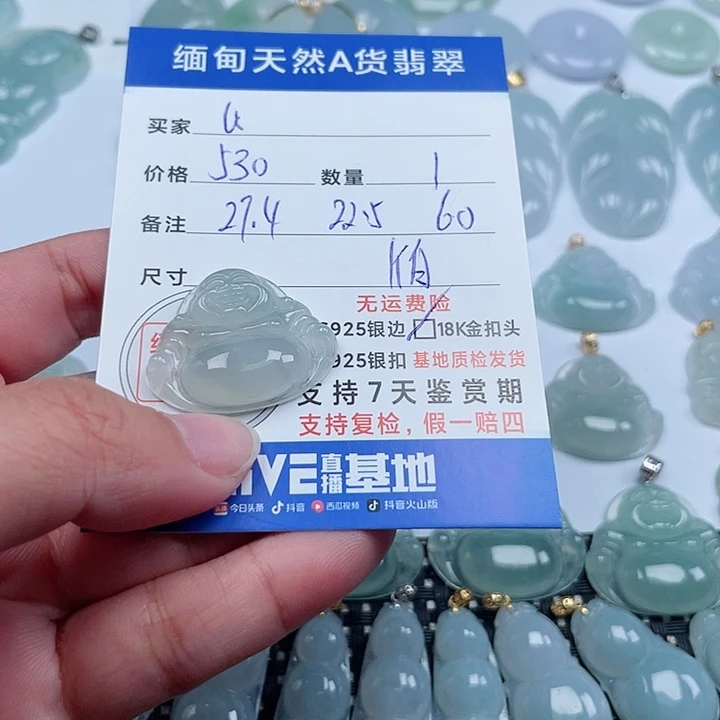 缅甸天然A货翡翠
买家
价格 530 数量 1
备注 27.4 22.5 60
尺寸
无运费险
925银边 18K金扣头
925银扣 基地质检发货
支持7天鉴赏期
支持复检,假一赔四
IVE直播基地
今日头条 抖音 西瓜视频 抖音火山版